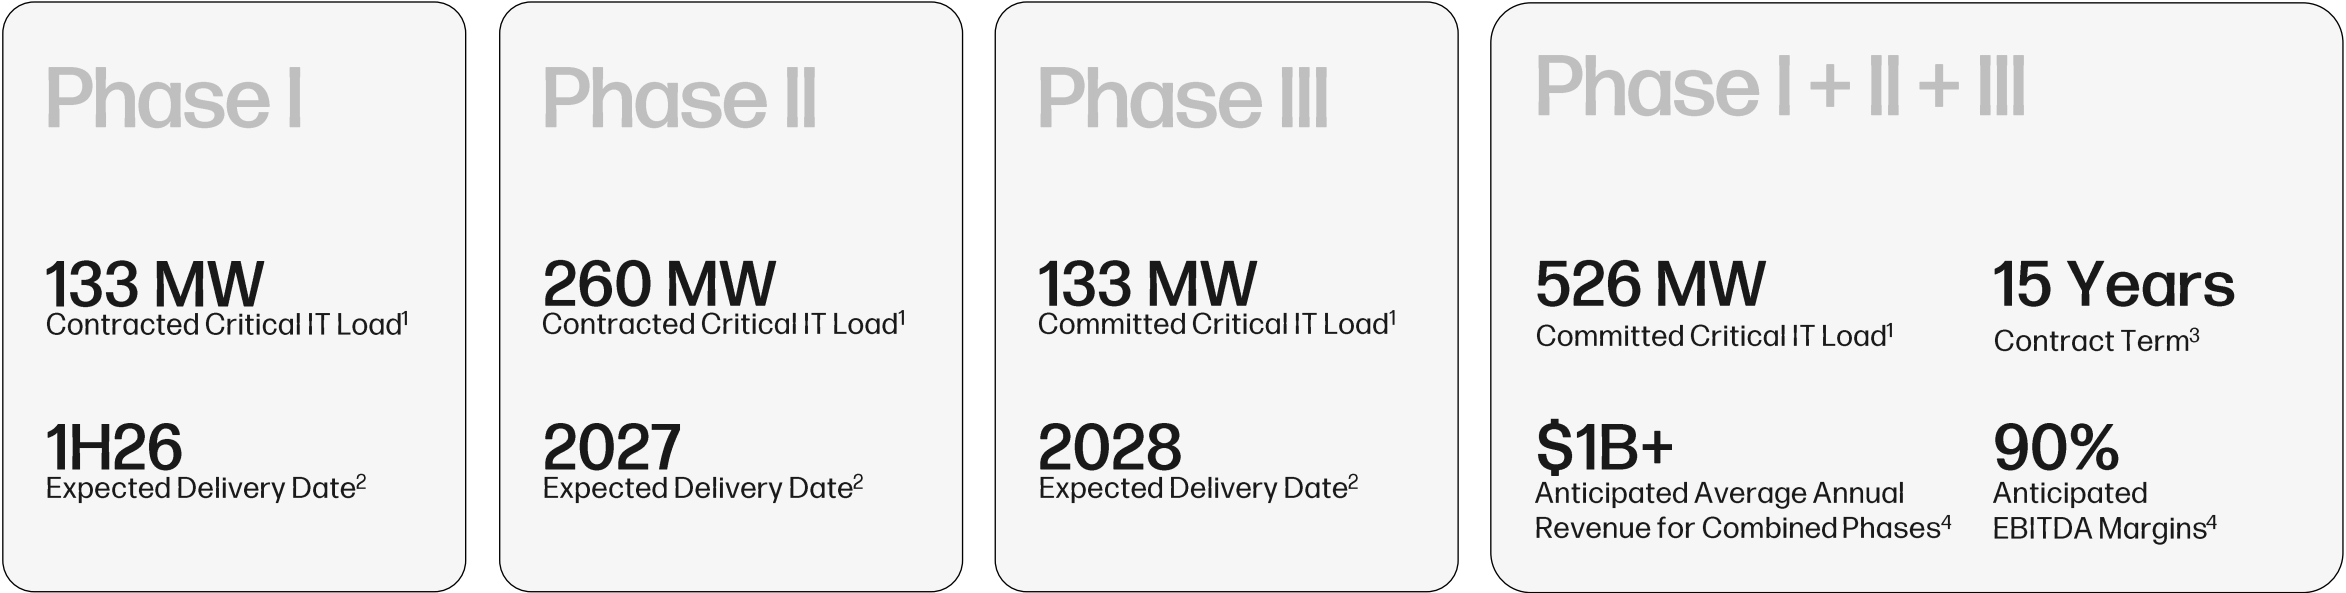 Phase I
133 MW
Contracted Critical IT Load¹
1H26
Expected Delivery Date²
Phase II
260 MW
Contracted Critical IT Load¹
2027
Expected Delivery Date²
Phase III
133 MW
Committed Critical IT Load¹
2028
Expected Delivery Date²
Phase I + II + III
526 MW
Committed Critical IT Load¹
15 Years
Contract Term³
$1B+
Anticipated Average Annual
Revenue for Combined Phases⁴
90%
Anticipated
EBITDA Margins⁴